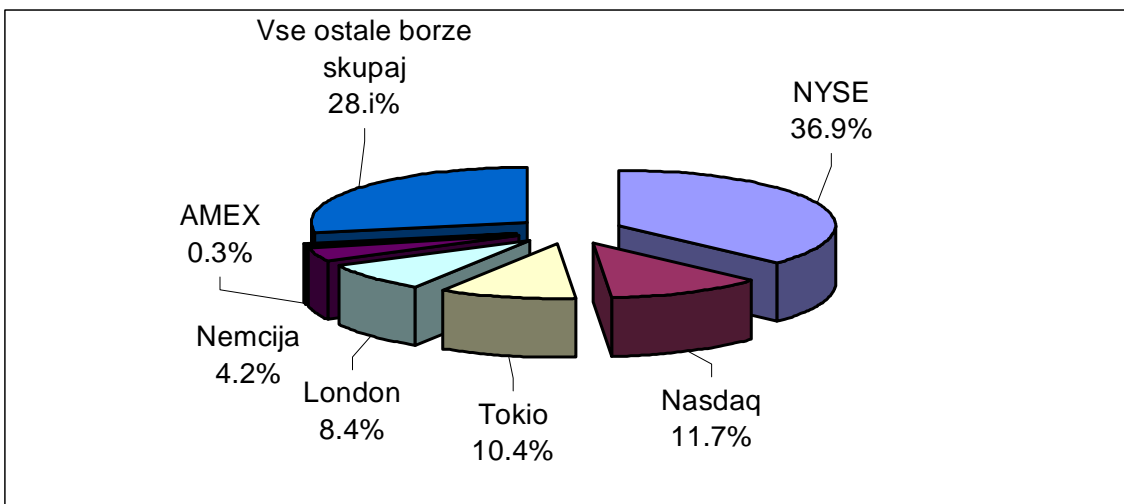 Vse ostale borze
skupaj
28.i%
NYSE
36.9%
AMEX
0.3%
Nemcija
4.2%
London
8.4%
Tokio
10.4%
Nasdaq
11.7%